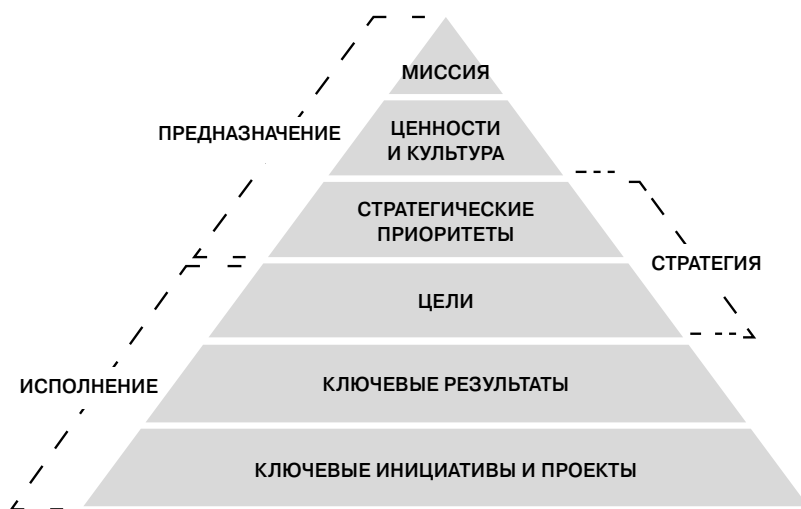 МИССИЯ
ПРЕДНАЗНАЧЕНИЕ
ЦЕННОСТИ
И КУЛЬТУРА
СТРАТЕГИЧЕСКИЕ
ПРИОРИТЕТЫ
СТРАТЕГИЯ
ЦЕЛИ
ИСПОЛНЕНИЕ
КЛЮЧЕВЫЕ РЕЗУЛЬТАТЫ
КЛЮЧЕВЫЕ ИНИЦИАТИВЫ И ПРОЕКТЫ